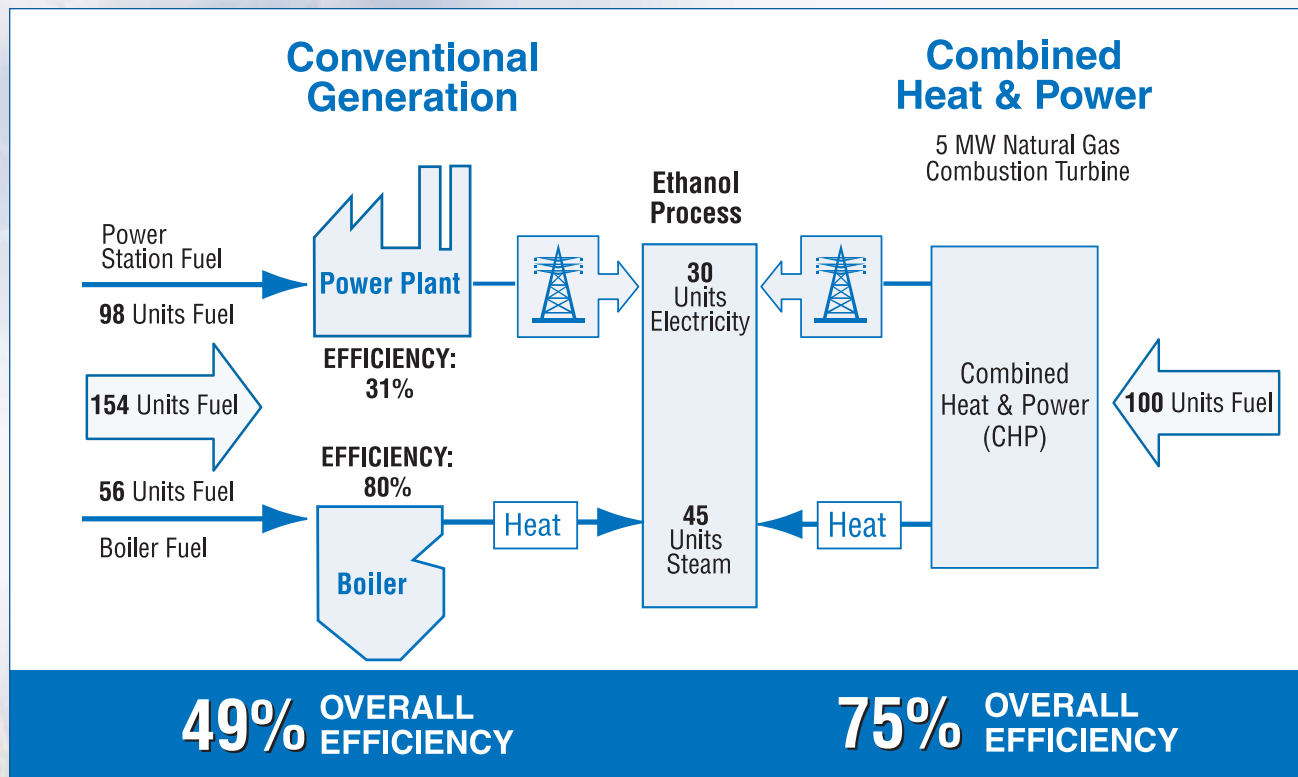 Conventional
Generation
Combined
Heat & Power
5 MW Natural Gas
Combustion Turbine
Ethanol
Process
Power
Station Fuel
98 Units Fuel
Power Plant
EFFICIENCY:
31%
154 Units Fuel
56 Units Fuel
Boiler Fuel
EFFICIENCY:
80%
Boiler
Heat
30
Units
Electricity
45
Units
Steam
Heat
Combined
Heat & Power
(CHP)
100 Units Fuel
49% OVERALL
EFFICIENCY
75% OVERALL
EFFICIENCY